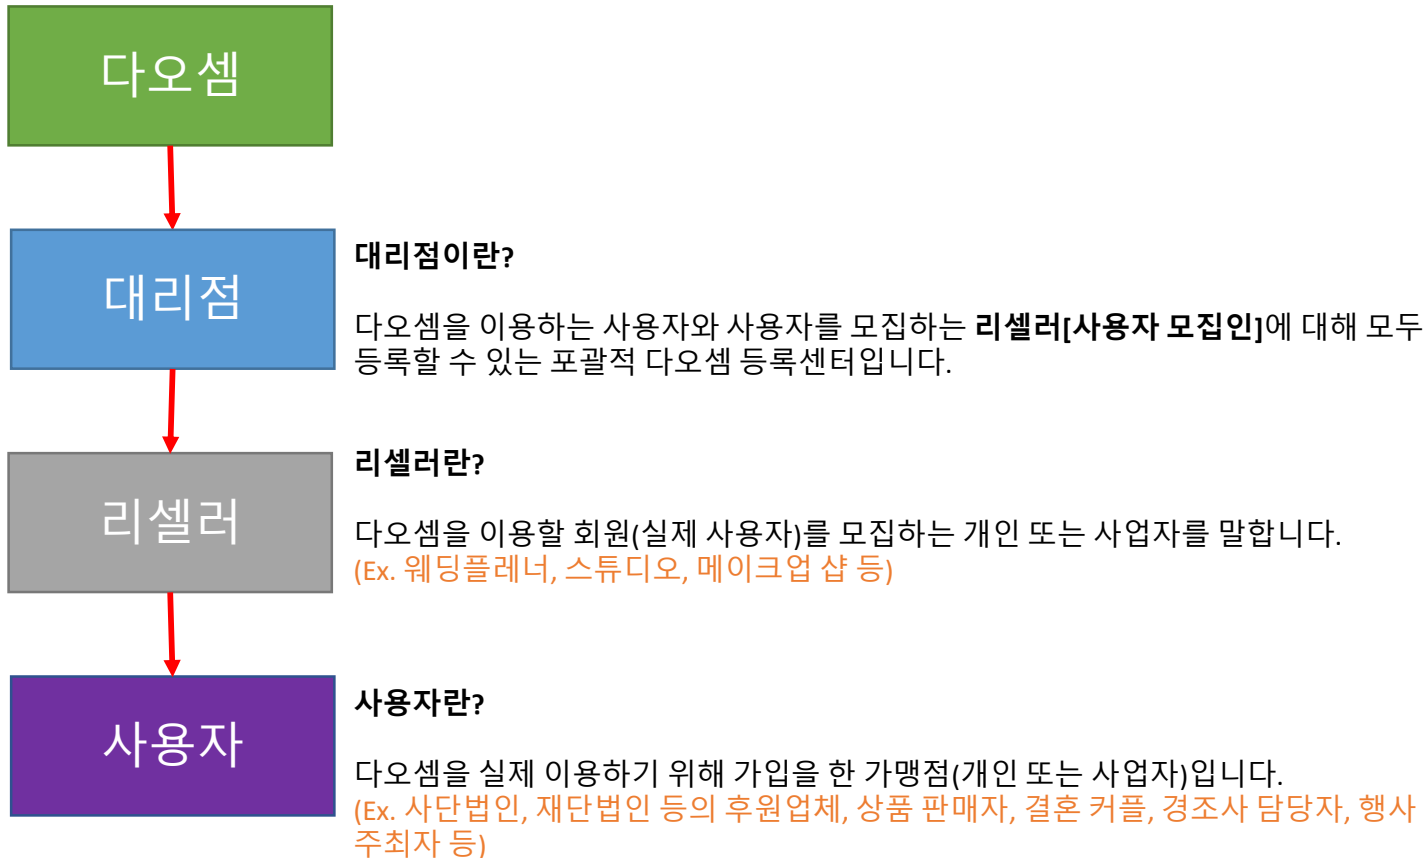 다오셈
대리점
대리점이란?
다오셈을 이용하는 사용자와 사용자를 모집하는 리셀러[사용자 모집인]에 대해 모두
등록할 수 있는 포괄적 다오셈 등록센터입니다.
리셀러
리셀러란?
다오셈을 이용할 회원(실제 사용자)를 모집하는 개인 또는 사업자를 말합니다.
(Ex. 웨딩플레너, 스튜디오, 메이크업 샵 등)
사용자
사용자란?
다오셈을 실제 이용하기 위해 가입을 한 가맹점(개인 또는 사업자)입니다.
(Ex. 사단법인, 재단법인 등의 후원업체, 상품 판매자, 결혼 커플, 경조사 담당자, 행사
주최자 등)